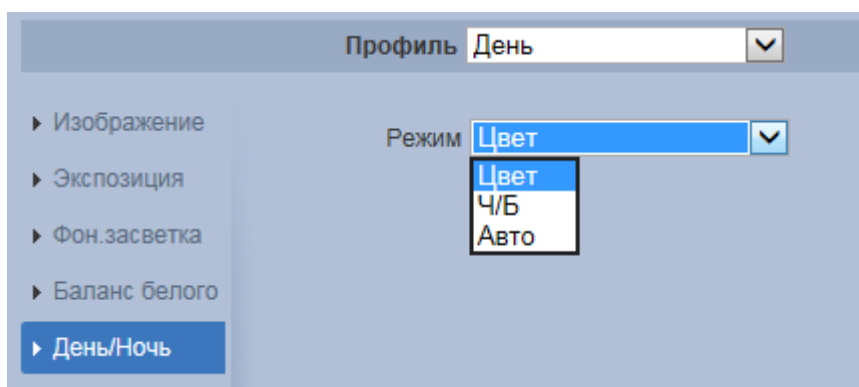 Профиль День
Изображение
Режим Цвет
Цвет
Экспозиция
Ч/Б
Фон.засветка
Авто
Баланс белого
День/Ночь